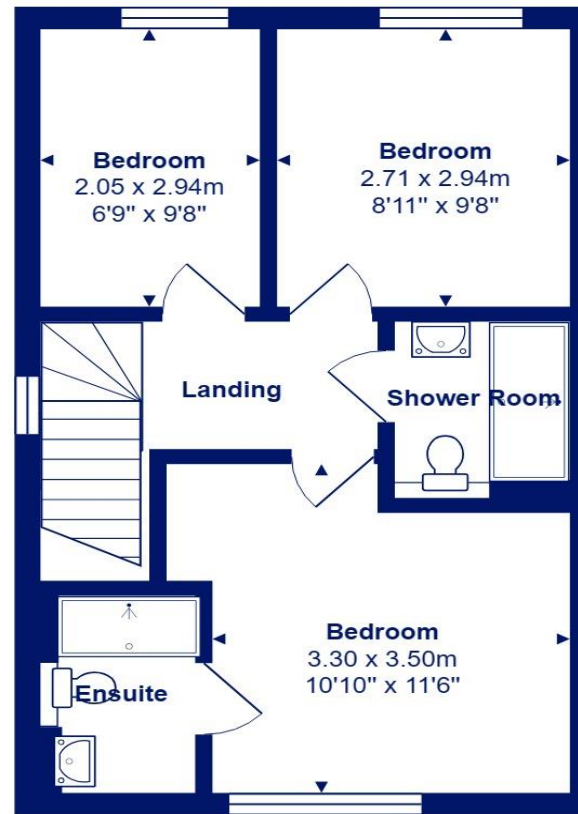 Bedroom
2.05 x 2.94m
6'9" x 9'8"
Bedroom
2.71 x 2.94m
8'11" x 9'8"
Landing
Shower Room
Bedroom
3.30 x 3.50m
10'10" x 11'6"
Ensuite